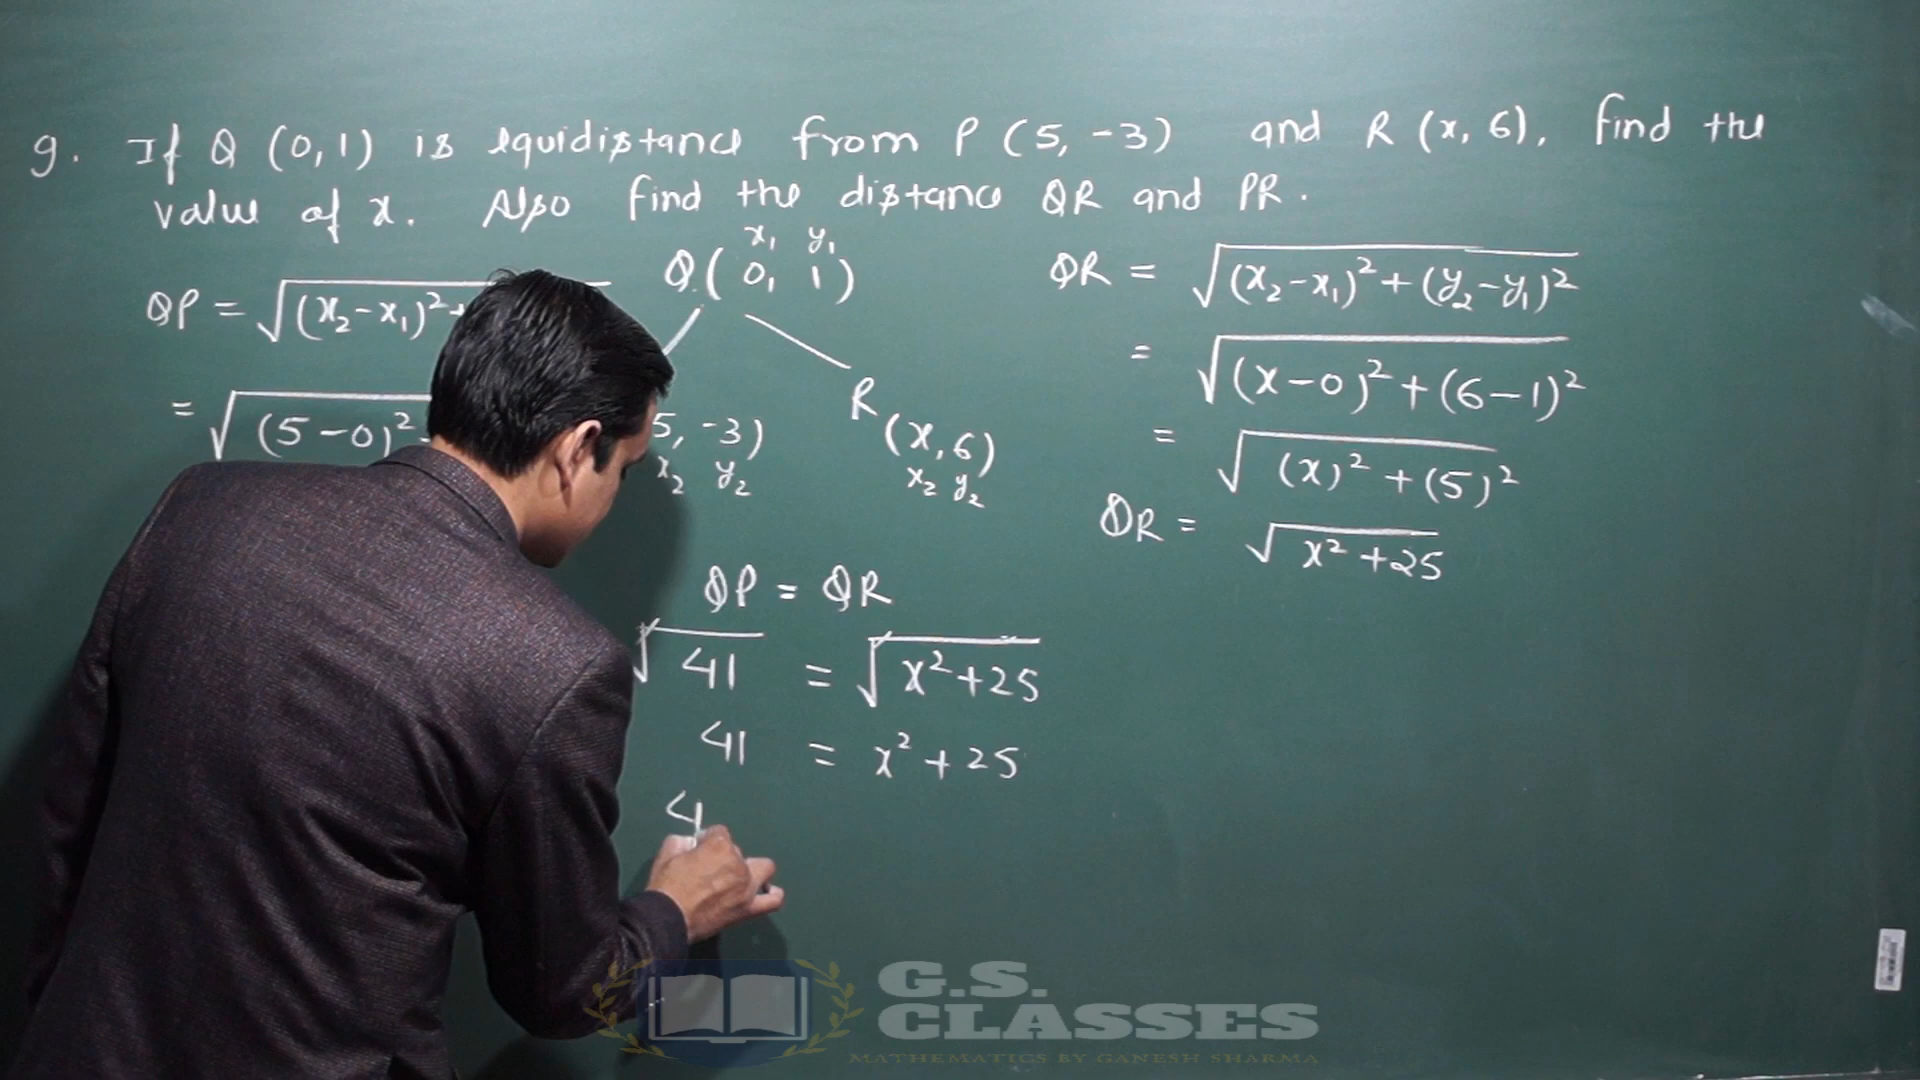 9. If Q (0,1) is equidistance from P (5, -3) and R (x, 6), find the
value of x. Also find the distance QR and PR.
QP = √(x₂-x₁)²+
= √(5-0)²
x₁ y₁
Q( 0, 1)
5, -3)
x₂ y₂
R
(x,6)
x₂ y₂
QP = QR
√41 = √x²+25
41 = x²+25
4
QR = √(x₂-x₁)²+(y₂-y₁)²
= √(x-0)²+(6-1)²
= √(x)²+(5)²
QR = √x²+25
G.S.
CLASSES
MATHEMATICS BY GANESH SHARMA